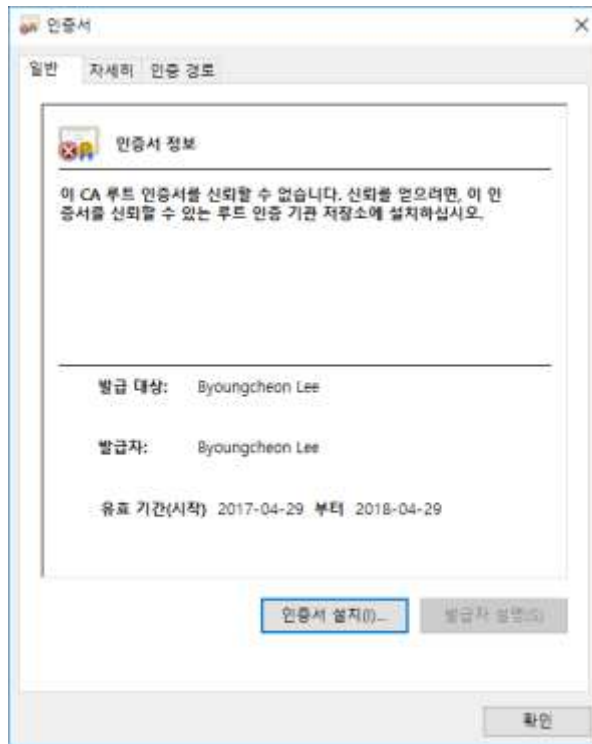 인증서
일반 자세히 인증 경로
인증서 정보
이 CA 루트 인증서를 신뢰할 수 없습니다. 신뢰를 얻으려면, 이 인
증서를 신뢰할 수 있는 루트 인증 기관 저장소에 설치하십시오.
발급 대상: Byoungcheon Lee
발급자: Byoungcheon Lee
유효 기간(시작) 2017-04-29 부터 2018-04-29
인증서 설치(I)... 발급자 설명(S)
확인